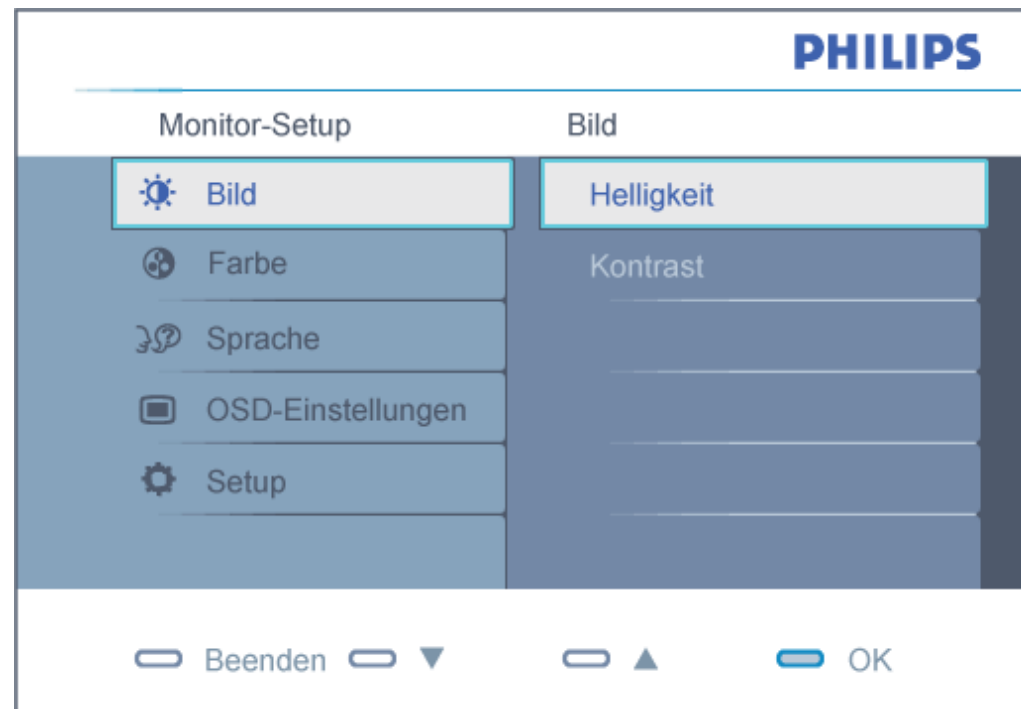 PHILIPS
Monitor-Setup Bild
Bild Helligkeit
Farbe Kontrast
Sprache
OSD-Einstellungen
Setup
Beenden ▼ ▲ OK